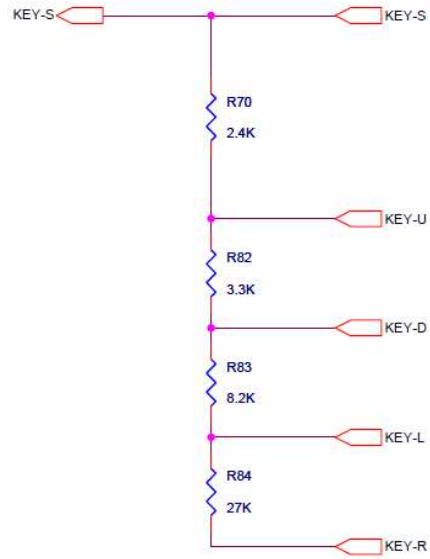 KEY-S KEY-S
R70
2.4K
KEY-U
R82
3.3K
KEY-D
R83
8.2K
KEY-L
R84
27K
KEY-R